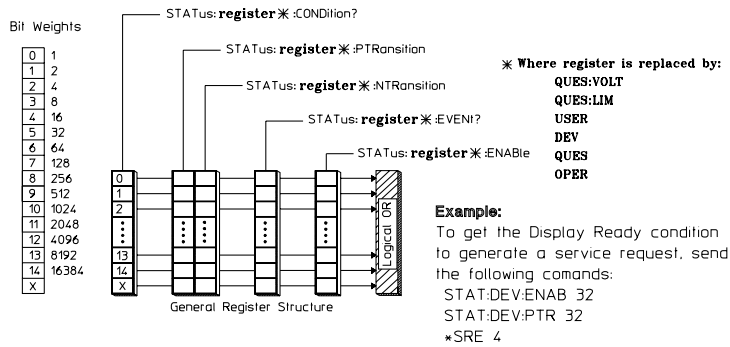 STATus: register ✳ :CONDition?
Bit Weights
STATus: register ✳ :PTRansition
✳ Where register is replaced by:
QUES:VOLT
QUES:LIM
USER
DEV
QUES
OPER
STATus: register ✳ :NTRansition
STATus: register ✳ :EVENt?
STATus: register ✳ :ENABle
0 1
1 2
2 4
3 8
4 16
5 32
6 64
7 128
8 256
9 512
10 1024
11 2048
12 4096
13 8192
14 16384
X
0
1
2
13
14
X
Logical OR
General Register Structure
Example:
To get the Display Ready condition
to generate a service request, send
the following comands:
STAT:DEV:ENAB 32
STAT:DEV:PTR 32
*SRE 4